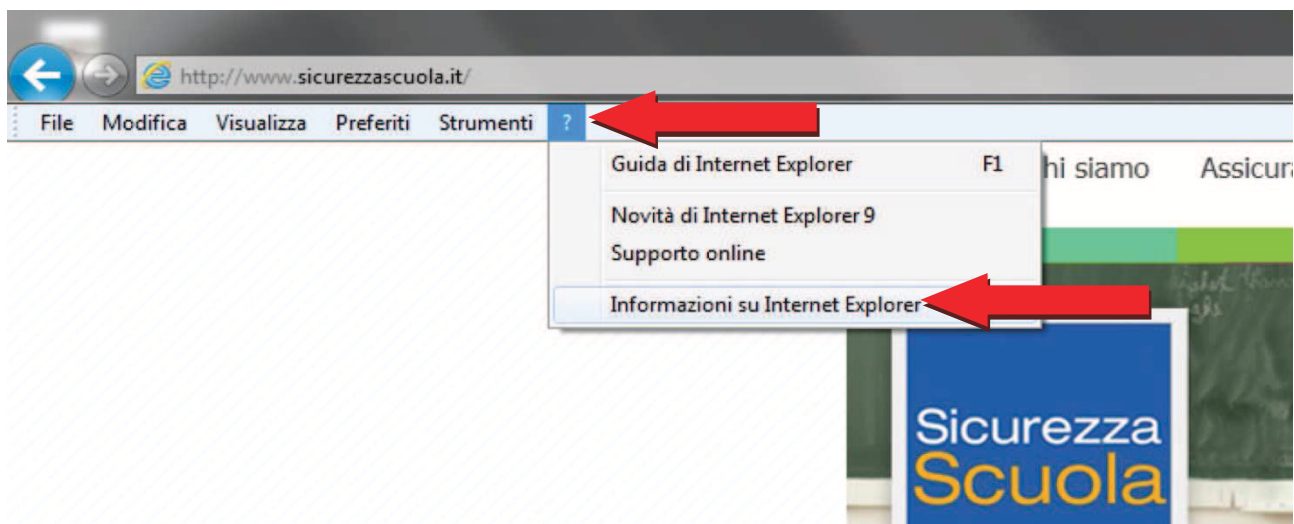 http://www.sicurezzascuola.it/
File Modifica Visualizza Preferiti Strumenti ?
Guida di Internet Explorer F1
hi siamo Assicura
Novità di Internet Explorer 9
Supporto online
Informazioni su Internet Explorer
Sicurezza
Scuola